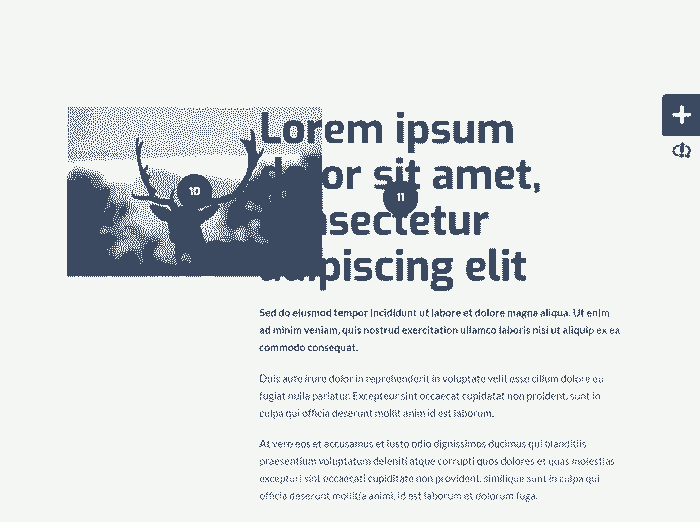 Lorem ipsum
dolor sit amet,
consectetur
adipiscing elit
10
11
Sed do eiusmod tempor incididunt ut labore et dolore magna aliqua. Ut enim
ad minim veniam, quis nostrud exercitation ullamco laboris nisi ut aliquip ex ea
commodo consequat.
Duis aute irure dolor in reprehenderit in voluptate velit esse cillum dolore eu
fugiat nulla pariatur. Excepteur sint occaecat cupidatat non proident, sunt in
culpa qui officia deserunt mollit anim id est laborum.
At vero eos et accusamus et iusto odio dignissimos ducimus qui blanditiis
praesentium voluptatum deleniti atque corrupti quos dolores et quas molestias
excepturi sint occaecati cupiditate non provident, similique sunt in culpa qui
officia deserunt mollitia animi, id est laborum et dolorum fuga.